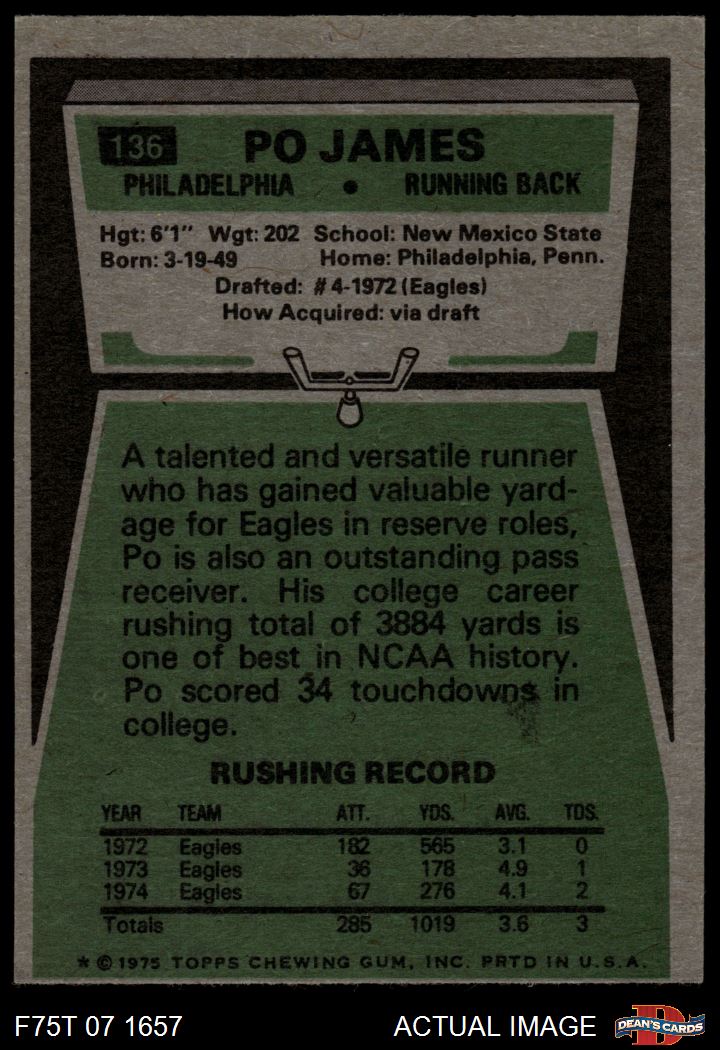 136 PO JAMES
PHILADELPHIA • RUNNING BACK
Hgt: 6'1" Wgt: 202 School: New Mexico State
Born: 3-19-49 Home: Philadelphia, Penn.
Drafted: #4-1972 (Eagles)
How Acquired: via draft
A talented and versatile runner
who has gained valuable yard-
age for Eagles in reserve roles,
Po is also an outstanding pass
receiver. His college career
rushing total of 3884 yards is
one of best in NCAA history.
Po scored 34 touchdowns in
college.
RUSHING RECORD
YEAR TEAM ATT. YDS. AVG. TDS.
1972 Eagles 182 565 3.1 0
1973 Eagles 36 178 4.9 1
1974 Eagles 67 276 4.1 2
Totals 285 1019 3.6 3
* © 1975 TOPPS CHEWING GUM, INC. PRTD IN U.S.A.
F75T 07 1657 ACTUAL IMAGE D DEAN'S CARDS